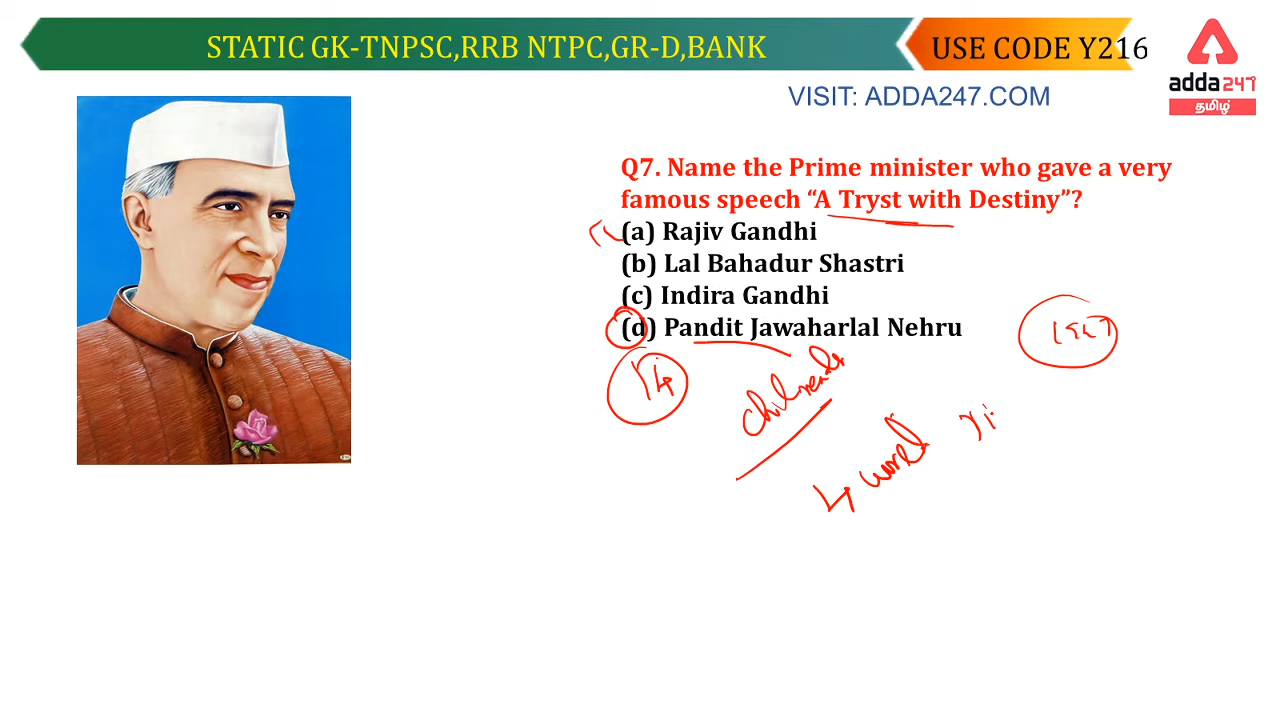 STATIC GK-TNPSC,RRB NTPC,GR-D,BANK
USE CODE Y216
adda247
தமிழ்
VISIT: ADDA247.COM
Q7. Name the Prime minister who gave a very
famous speech “A Tryst with Destiny”?
(a) Rajiv Gandhi
(b) Lal Bahadur Shastri
(c) Indira Gandhi
(d) Pandit Jawaharlal Nehru
14